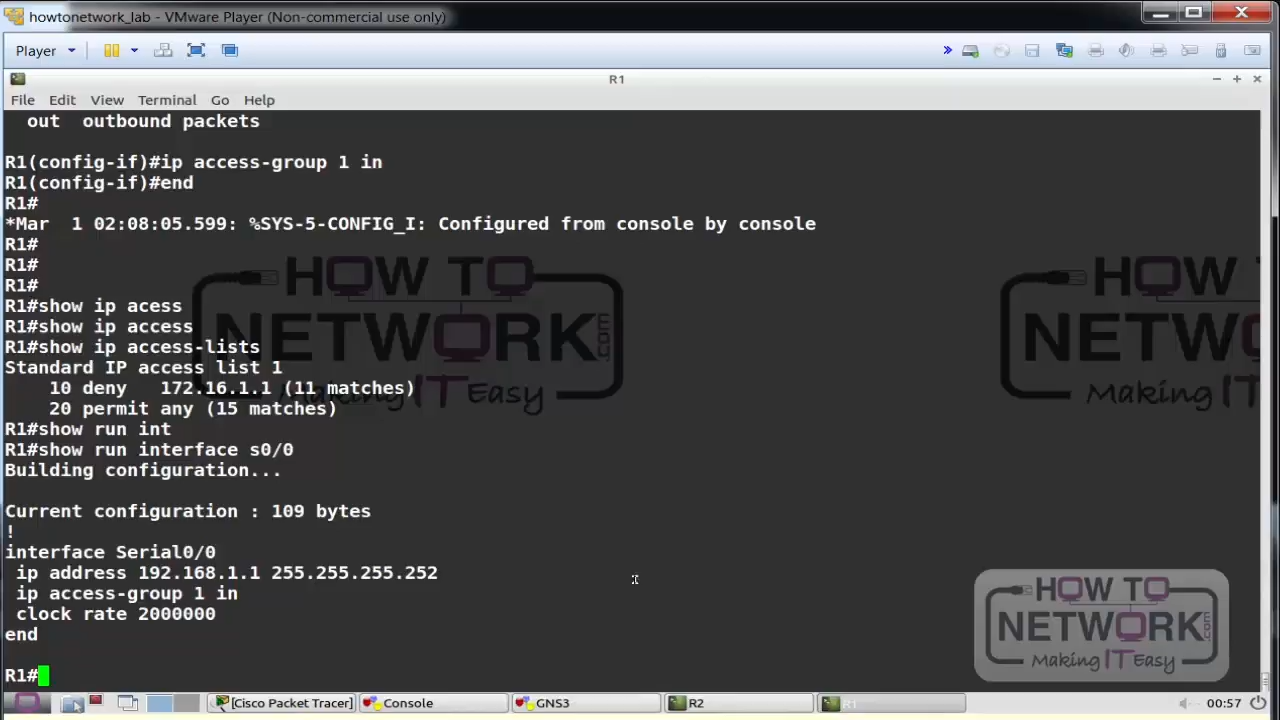 howtonetwork_lab - VMware Player (Non-commercial use only)
Player
R1
File Edit View Terminal Go Help
out outbound packets
R1(config-if)#ip access-group 1 in
R1(config-if)#end
R1#
*Mar 1 02:08:05.599: %SYS-5-CONFIG_I: Configured from console by console
R1#
R1#
R1#
R1#show ip acess
R1#show ip access
R1#show ip access-lists
Standard IP access list 1
10 deny 172.16.1.1 (11 matches)
20 permit any (15 matches)
R1#show run int
R1#show run interface s0/0
Building configuration...
Current configuration : 109 bytes
!
interface Serial0/0
ip address 192.168.1.1 255.255.255.252
ip access-group 1 in
clock rate 2000000
end
R1#
HOW TO
NETWORK.com
Making IT Easy
HOW TO
NETWORK
Making IT Easy
HOW TO
NETWORK.com
Making IT Easy
[Cisco Packet Tracer] Console GNS3 R2 R1 00:57